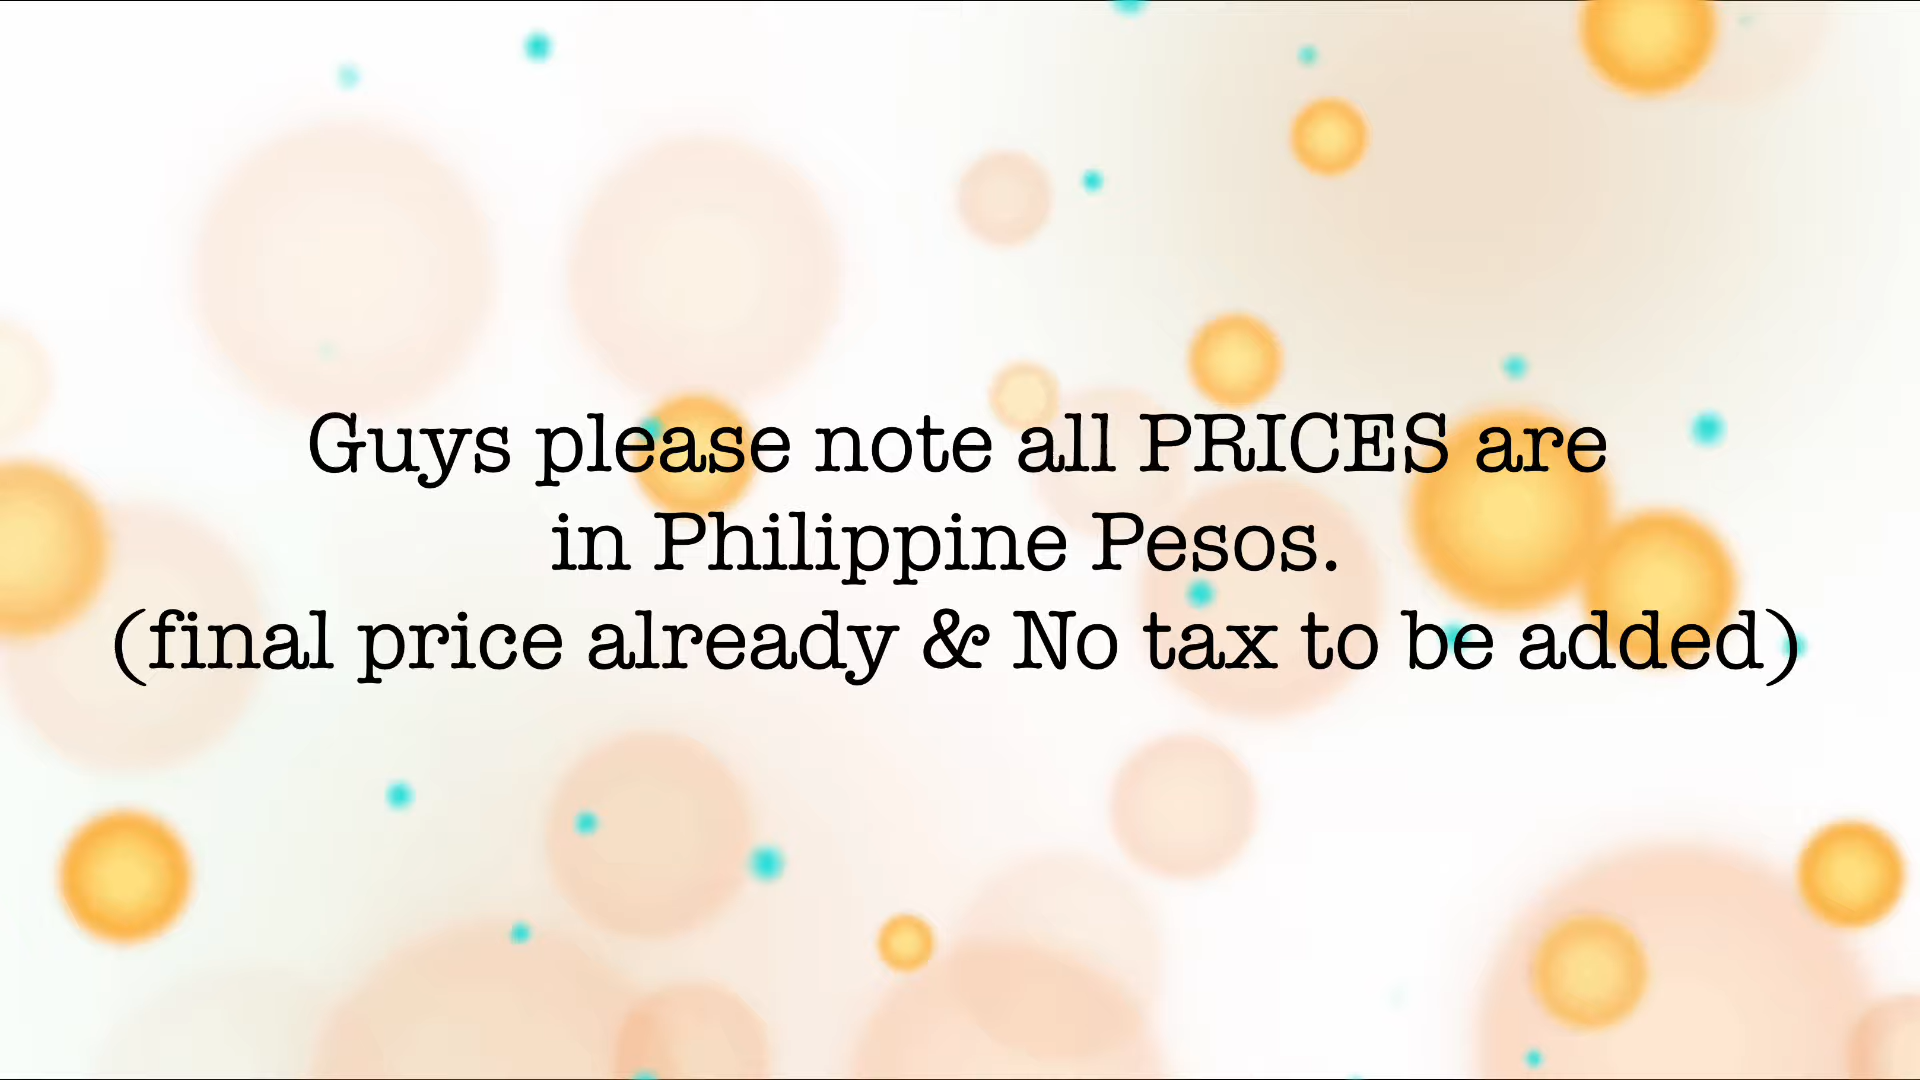 Guys please note all PRICES are
in Philippine Pesos.
(final price already & No tax to be added)